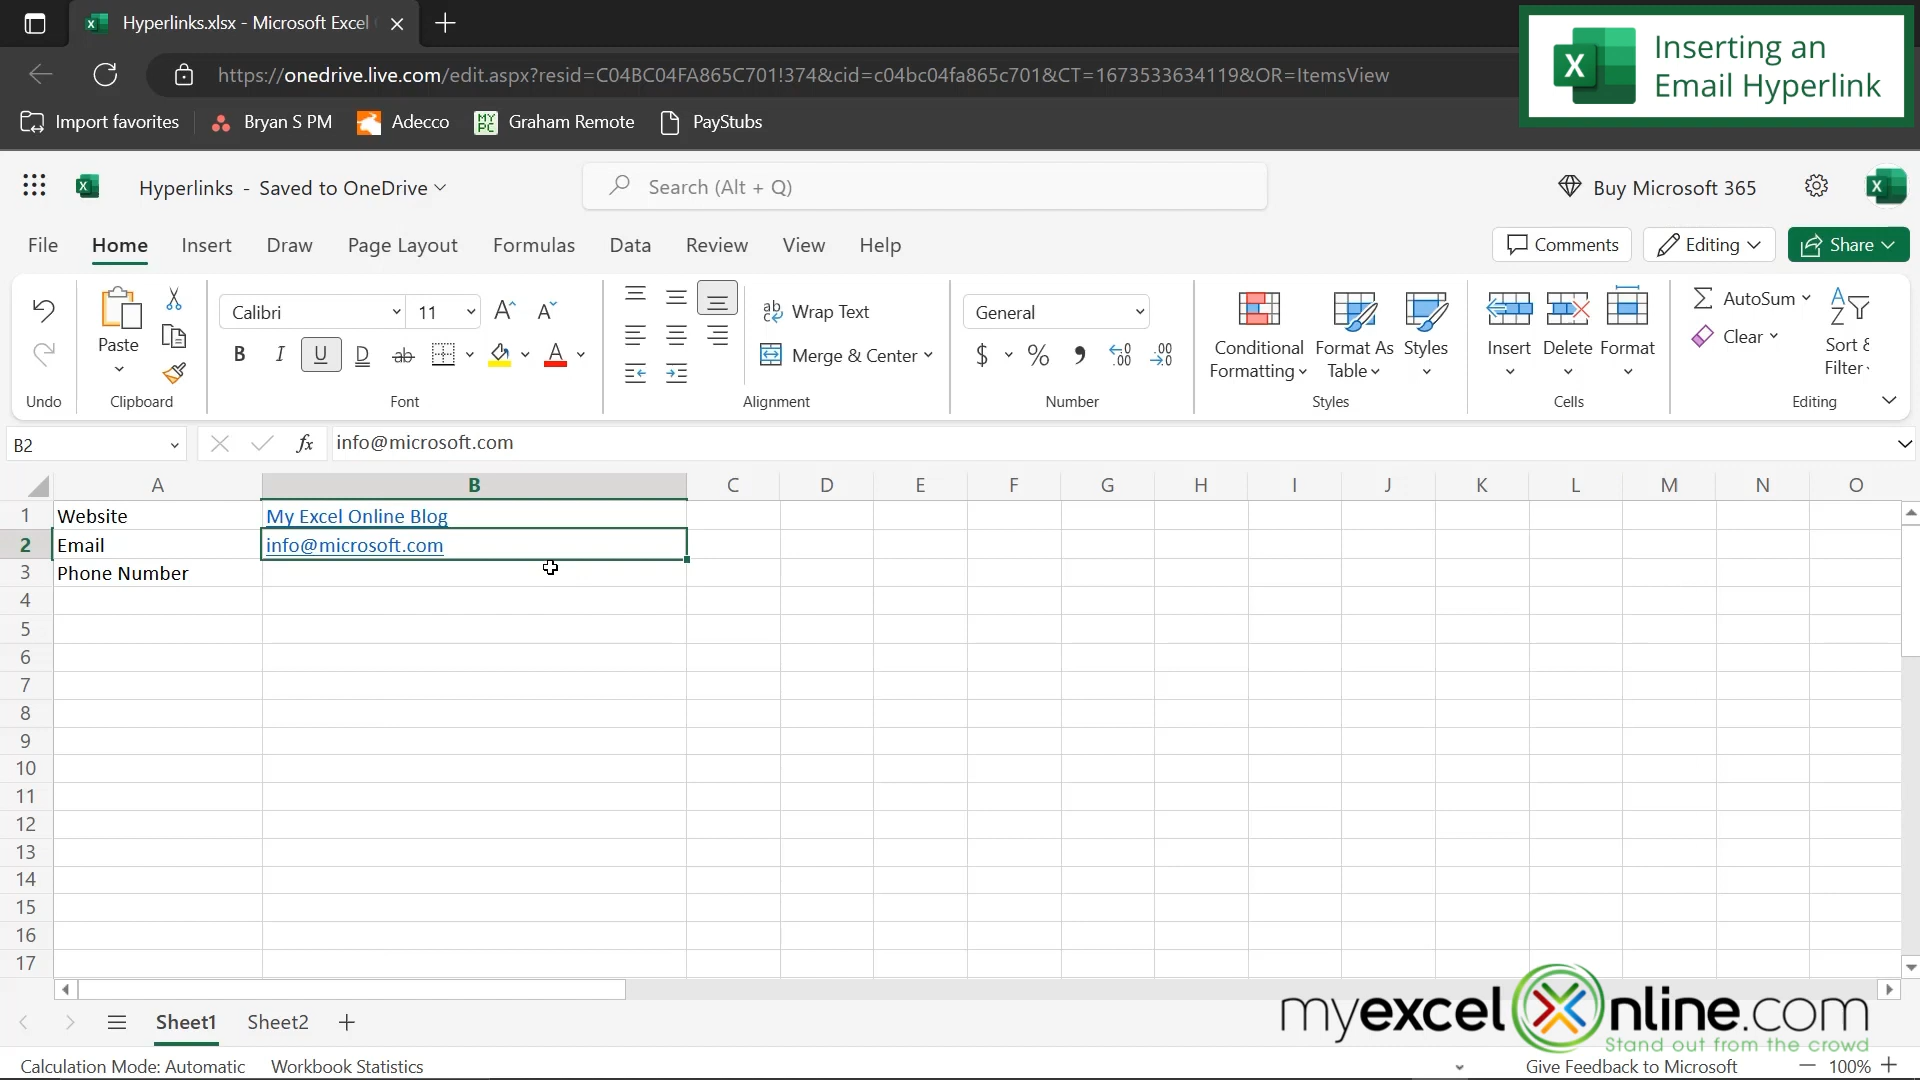 Hyperlinks.xlsx - Microsoft Excel
Inserting an
Email Hyperlink
https://onedrive.live.com/edit.aspx?resid=C04BC04FA865C701!374&cid=c04bc04fa865c701&CT=1673533634119&OR=ItemsView
Import favorites Bryan S PM Adecco MY PC Graham Remote PayStubs
Hyperlinks - Saved to OneDrive Search (Alt + Q) Buy Microsoft 365
File Home Insert Draw Page Layout Formulas Data Review View Help Comments Editing Share
Calibri 11 Wrap Text General AutoSum
Paste Clear
B I U D ab Merge & Center $ % Conditional Formatting Format As Table Styles Insert Delete Format Sort & Filter
Undo Clipboard Font Alignment Number Styles Cells Editing
B2 fx info@microsoft.com
A B C D E F G H I J K L M N O
1 Website My Excel Online Blog
2 Email info@microsoft.com
3 Phone Number
4
5
6
7
8
9
10
11
12
13
14
15
16
17
myexcelonline.com
Stand out from the crowd
Sheet1 Sheet2
Calculation Mode: Automatic Workbook Statistics Give Feedback to Microsoft 100%